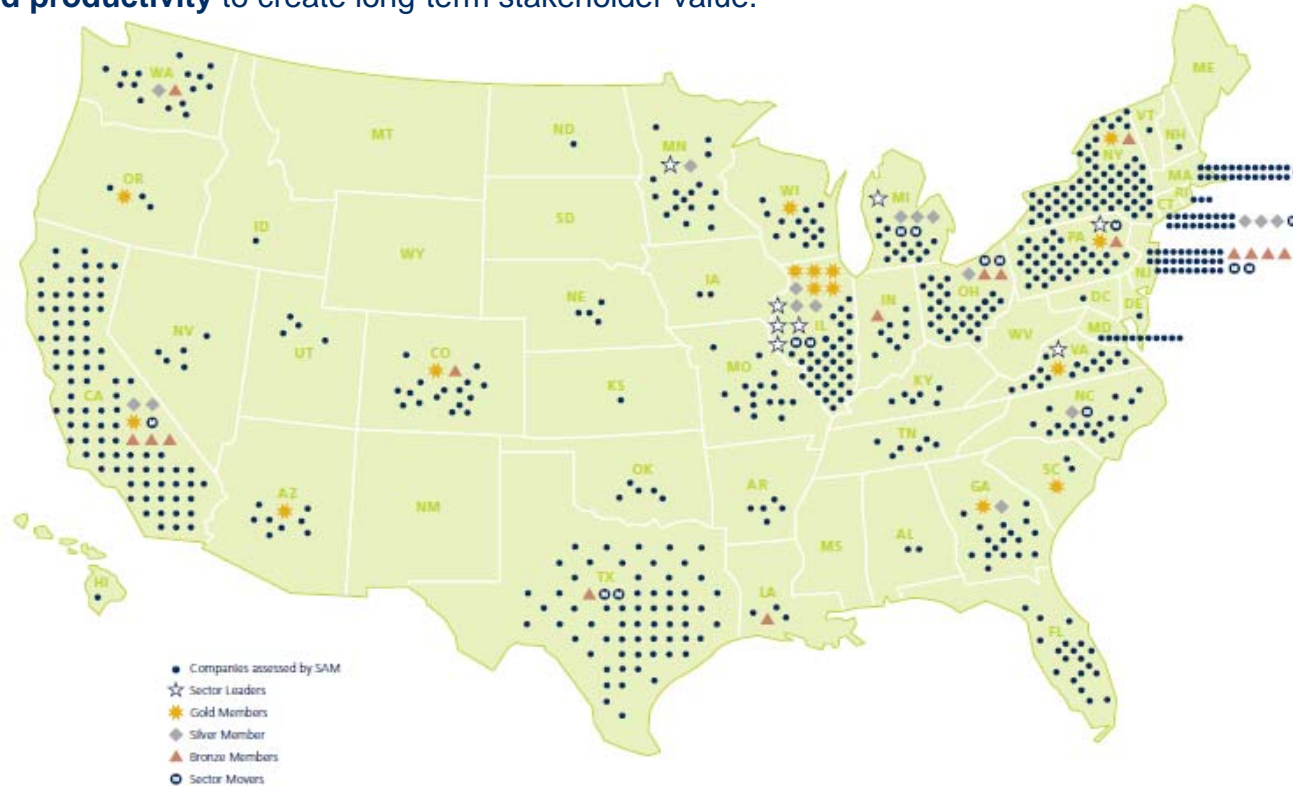 d productivity to create long term stakeholder value.
ME
WA
VT
MT
ND
NH
MN
NY
MA
OR
WI
MI
RI
CT
SD
ID
PA
WY
NJ
IA
OH
NE
DC
DE
IN
NV
IL
MD
UT
WV
CO
VA
MO
KY
CA
KS
NC
TN
OK
SC
AR
AZ
GA
NM
AL
MS
TX
HI
LA
FL
Companies assessed by SAM
Sector Leaders
Gold Members
Silver Member
Bronze Members
Sector Movers